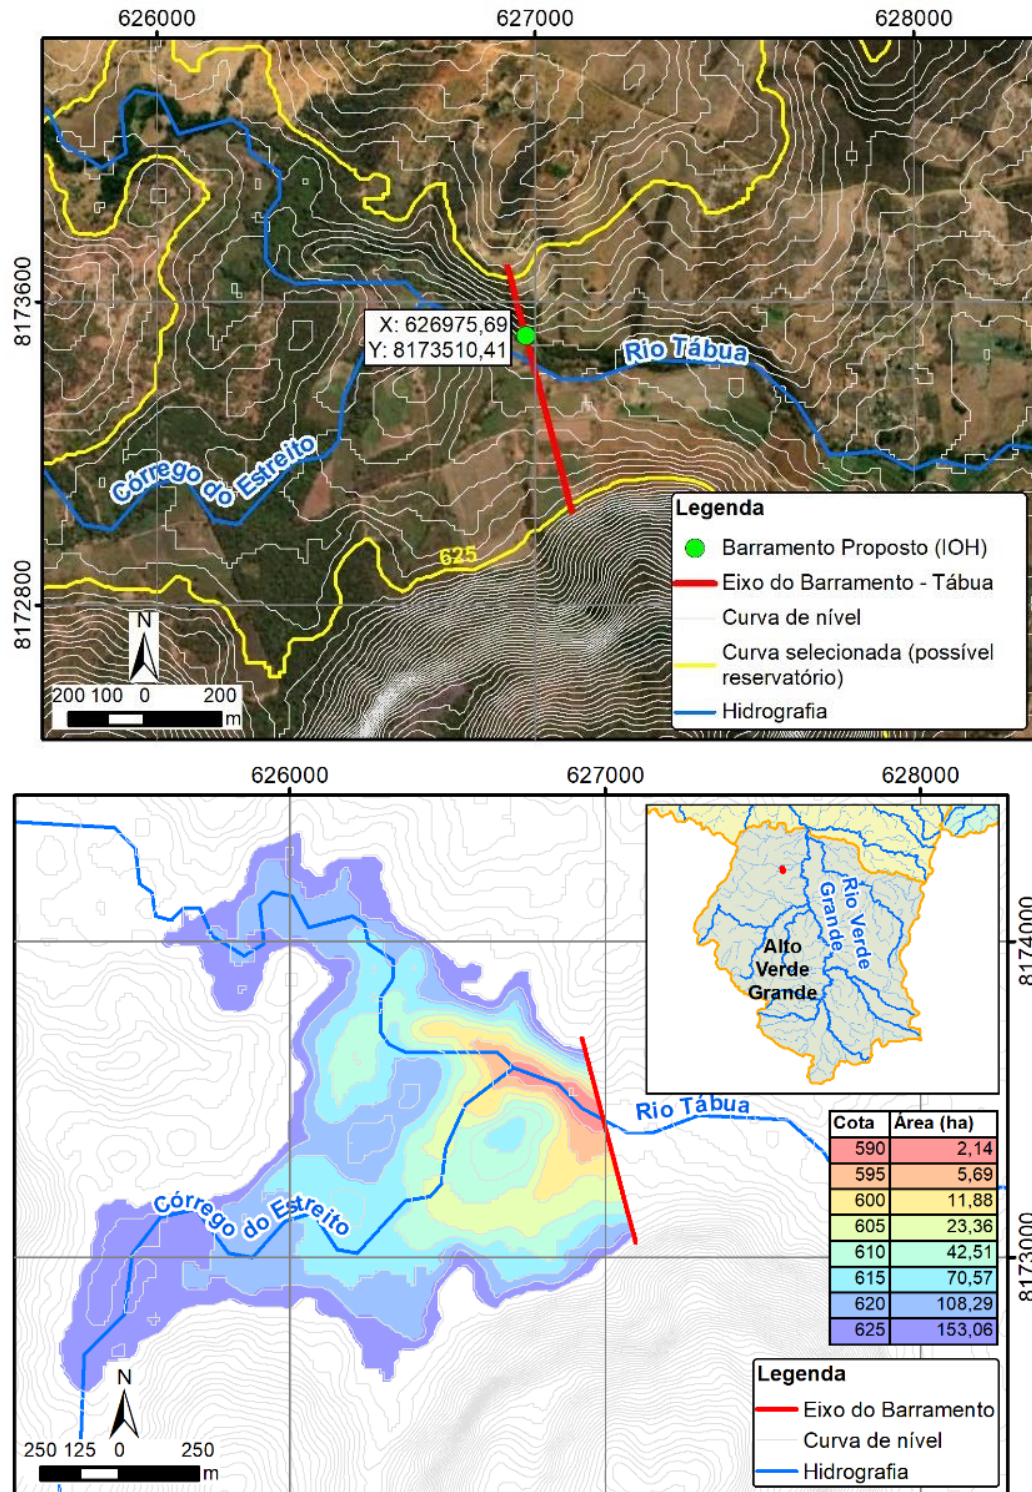 626000 627000 628000
8173600
8172800
X: 626975,69
Y: 8173510,41
Rio Tábua
Córrego do Estreito
625
N
200 100 0 200
m
Legenda
Barramento Proposto (IOH)
Eixo do Barramento - Tábua
Curva de nível
Curva selecionada (possível
reservatório)
Hidrografia
626000 627000 628000
8174000
8173000
Rio Verde
Grande
Alto
Verde
Grande
Rio Tábua
Córrego do Estreito
Cota Área (ha)
590 2,14
595 5,69
600 11,88
605 23,36
610 42,51
615 70,57
620 108,29
625 153,06
N
250 125 0 250
m
Legenda
Eixo do Barramento
Curva de nível
Hidrografia